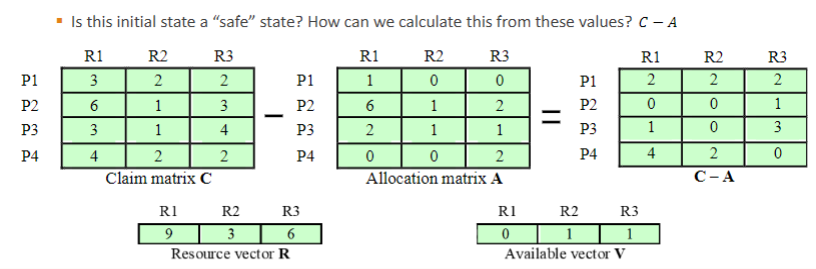 ▪ Is this initial state a “safe” state? How can we calculate this from these values? C – A
R1 R2 R3 R1 R2 R3 R1 R2 R3
P1 3 2 2 P1 1 0 0 P1 2 2 2
P2 6 1 3 P2 6 1 2 P2 0 0 1
– =
P3 3 1 4 P3 2 1 1 P3 1 0 3
P4 4 2 2 P4 0 0 2 P4 4 2 0
Claim matrix C Allocation matrix A C – A
R1 R2 R3 R1 R2 R3
9 3 6 0 1 1
Resource vector R Available vector V